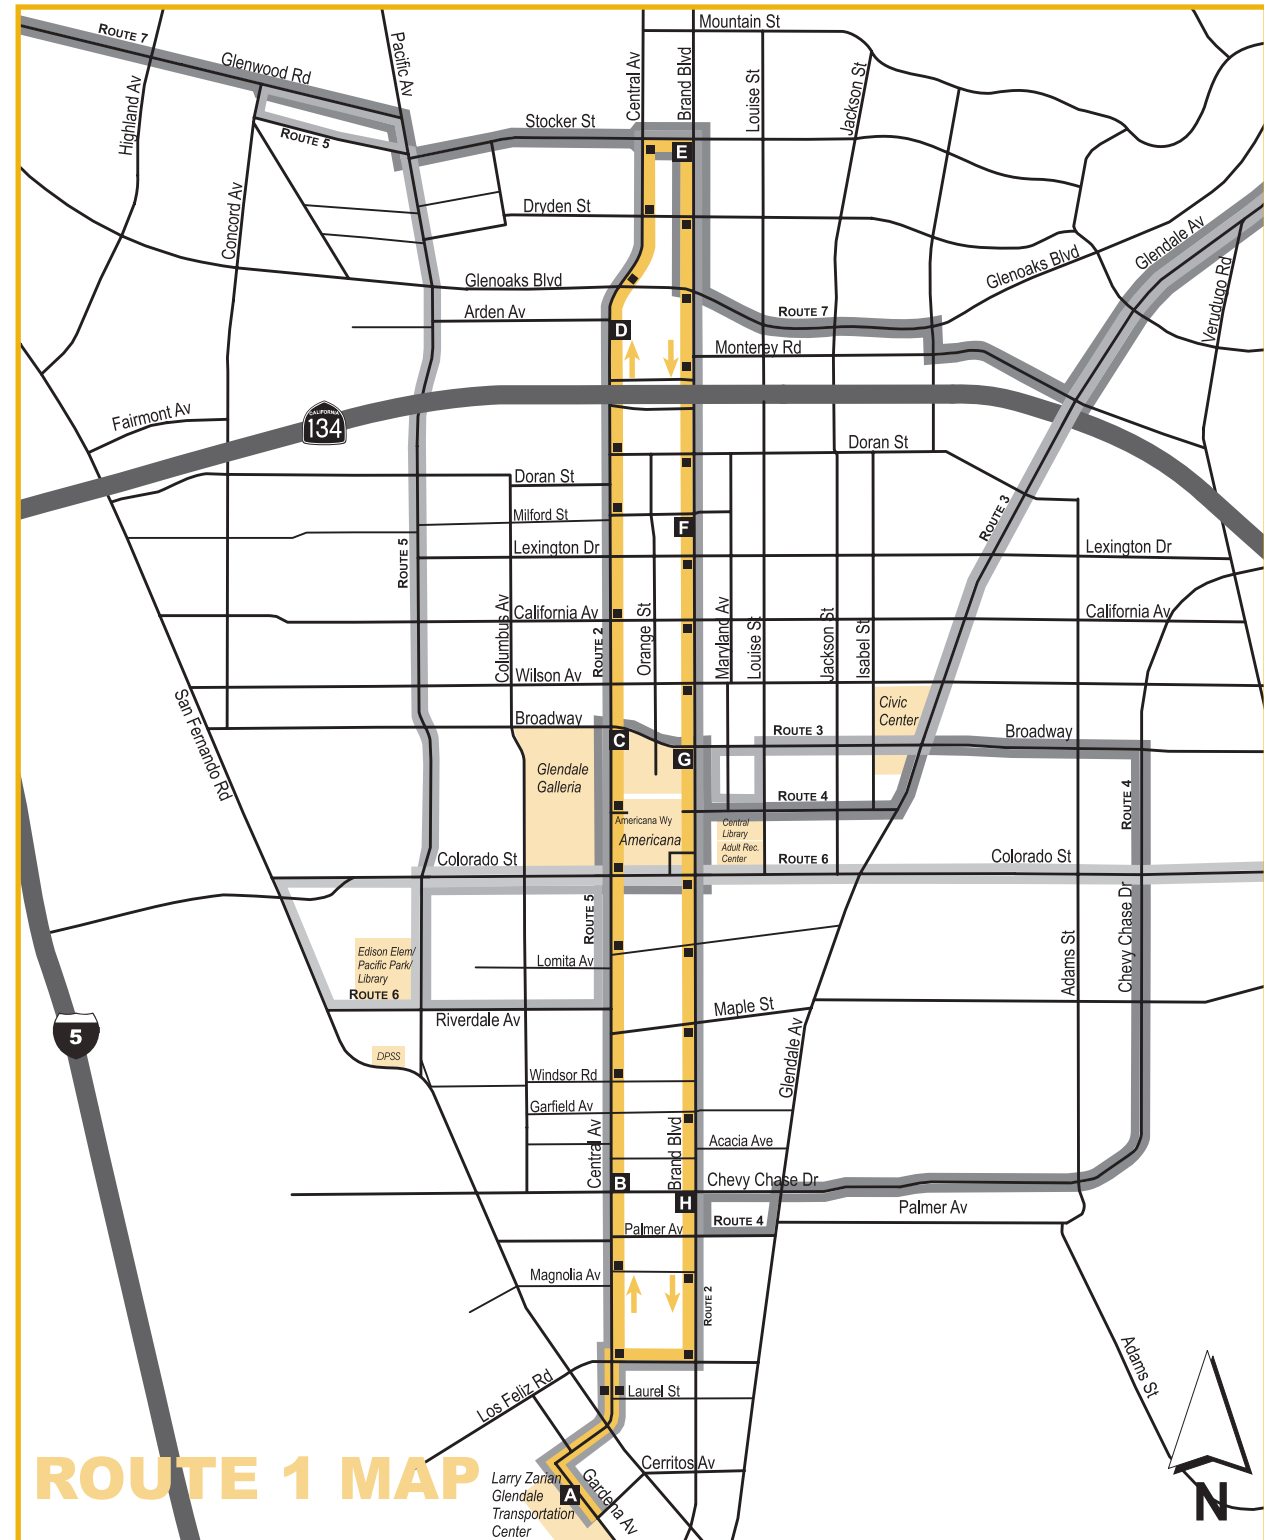 Mountain St
ROUTE 7
Glenwood Rd
Pacific Av
Central Av
Brand Blvd
Louise St
Jackson St
Highland Av
ROUTE 5
Stocker St
E
Concord Av
Dryden St
Glendale Av
Glenoaks Blvd
Glenoaks Blvd
Verudugo Rd
Arden Av
D
ROUTE 7
Monterey Rd
Fairmont Av
CALIFORNIA
134
Doran St
Doran St
Milford St
F
ROUTE 3
Lexington Dr
Lexington Dr
ROUTE 5
California Av
California Av
Columbus Av
ROUTE 2
Orange St
Maryland Av
Louise St
Jackson St
Isabel St
Wilson Av
San Fernando Rd
Civic
Center
Broadway
C
ROUTE 3
Broadway
G
Glendale
Galleria
ROUTE 4
ROUTE 4
Americana Wy
Americana
Central
Library
Adult Rec.
Center
Colorado St
ROUTE 6
Colorado St
ROUTE 5
Chevy Chase Dr
Adams St
Edison Elem/
Pacific Park/
Library
Lomita Av
ROUTE 6
Riverdale Av
Maple St
5
DPSS
Glendale Av
Windsor Rd
Garfield Av
Central Av
Brand Blvd
Acacia Ave
B
Chevy Chase Dr
H
Palmer Av
ROUTE 4
Palmer Av
Magnolia Av
ROUTE 2
Adams St
Los Feliz Rd
Laurel St
Cerritos Av
ROUTE 1 MAP
Larry Zarian
Glendale
Transportation
Center
A
Gardena Av
N